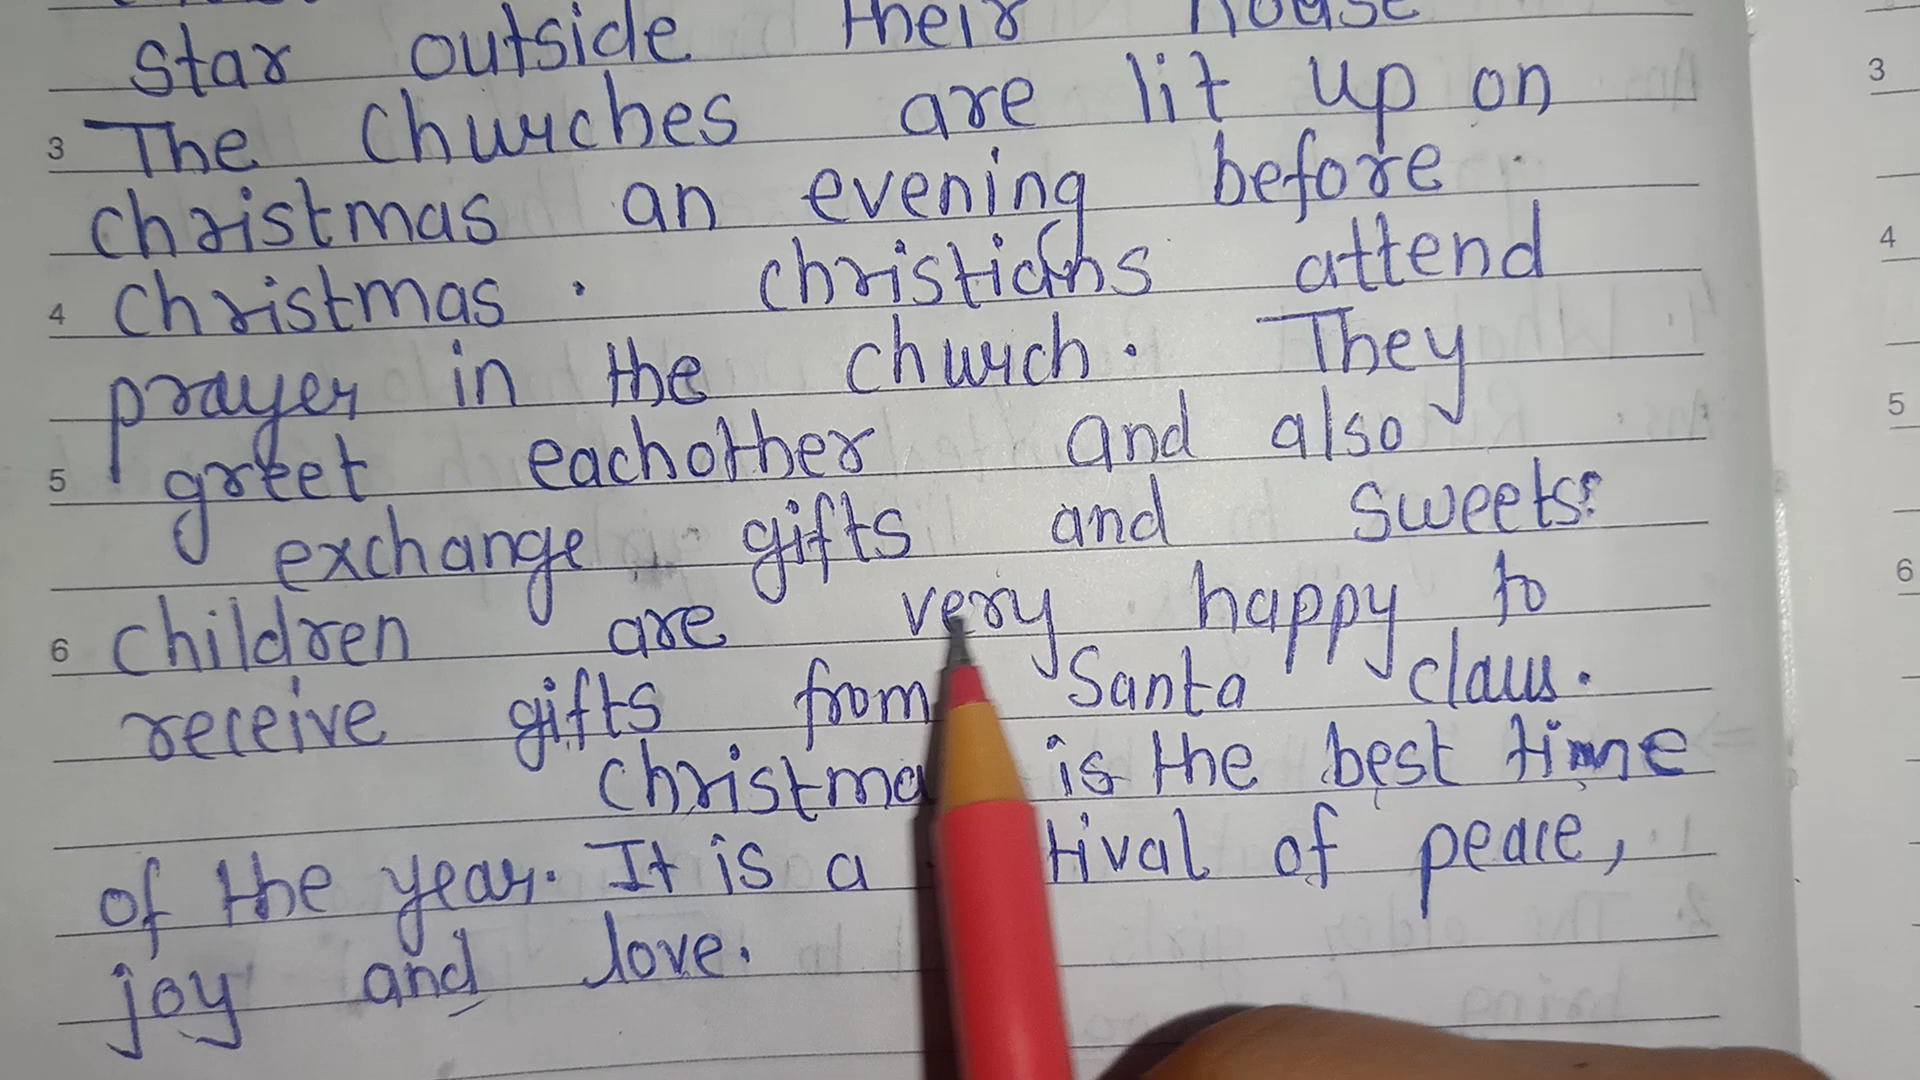 star outside their house
3 The Churches are lit up on
christmas an evening before
4 Christmas. christians attend
prayer in the church. They
5 greet eachother and also
exchange gifts and sweets.
6 Children are very happy to
receive gifts from Santa claus.
Christma is the best time
of the year. It is a tival of peace,
joy and love.
3
4
5
6